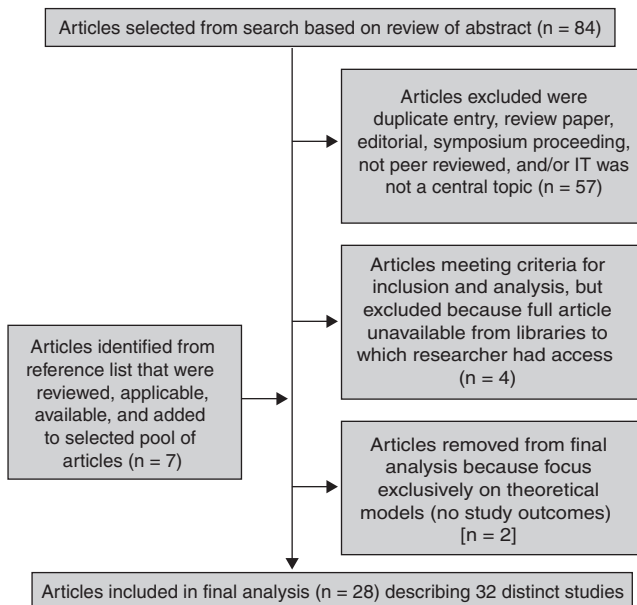 Articles selected from search based on review of abstract (n = 84)
Articles excluded were
duplicate entry, review paper,
editorial, symposium proceeding,
not peer reviewed, and/or IT was
not a central topic (n = 57)
Articles meeting criteria for
inclusion and analysis, but
excluded because full article
unavailable from libraries to
which researcher had access
(n = 4)
Articles identified from
reference list that were
reviewed, applicable,
available, and added
to selected pool of
articles (n = 7)
Articles removed from final
analysis because focus
exclusively on theoretical
models (no study outcomes)
[n = 2]
Articles included in final analysis (n = 28) describing 32 distinct studies